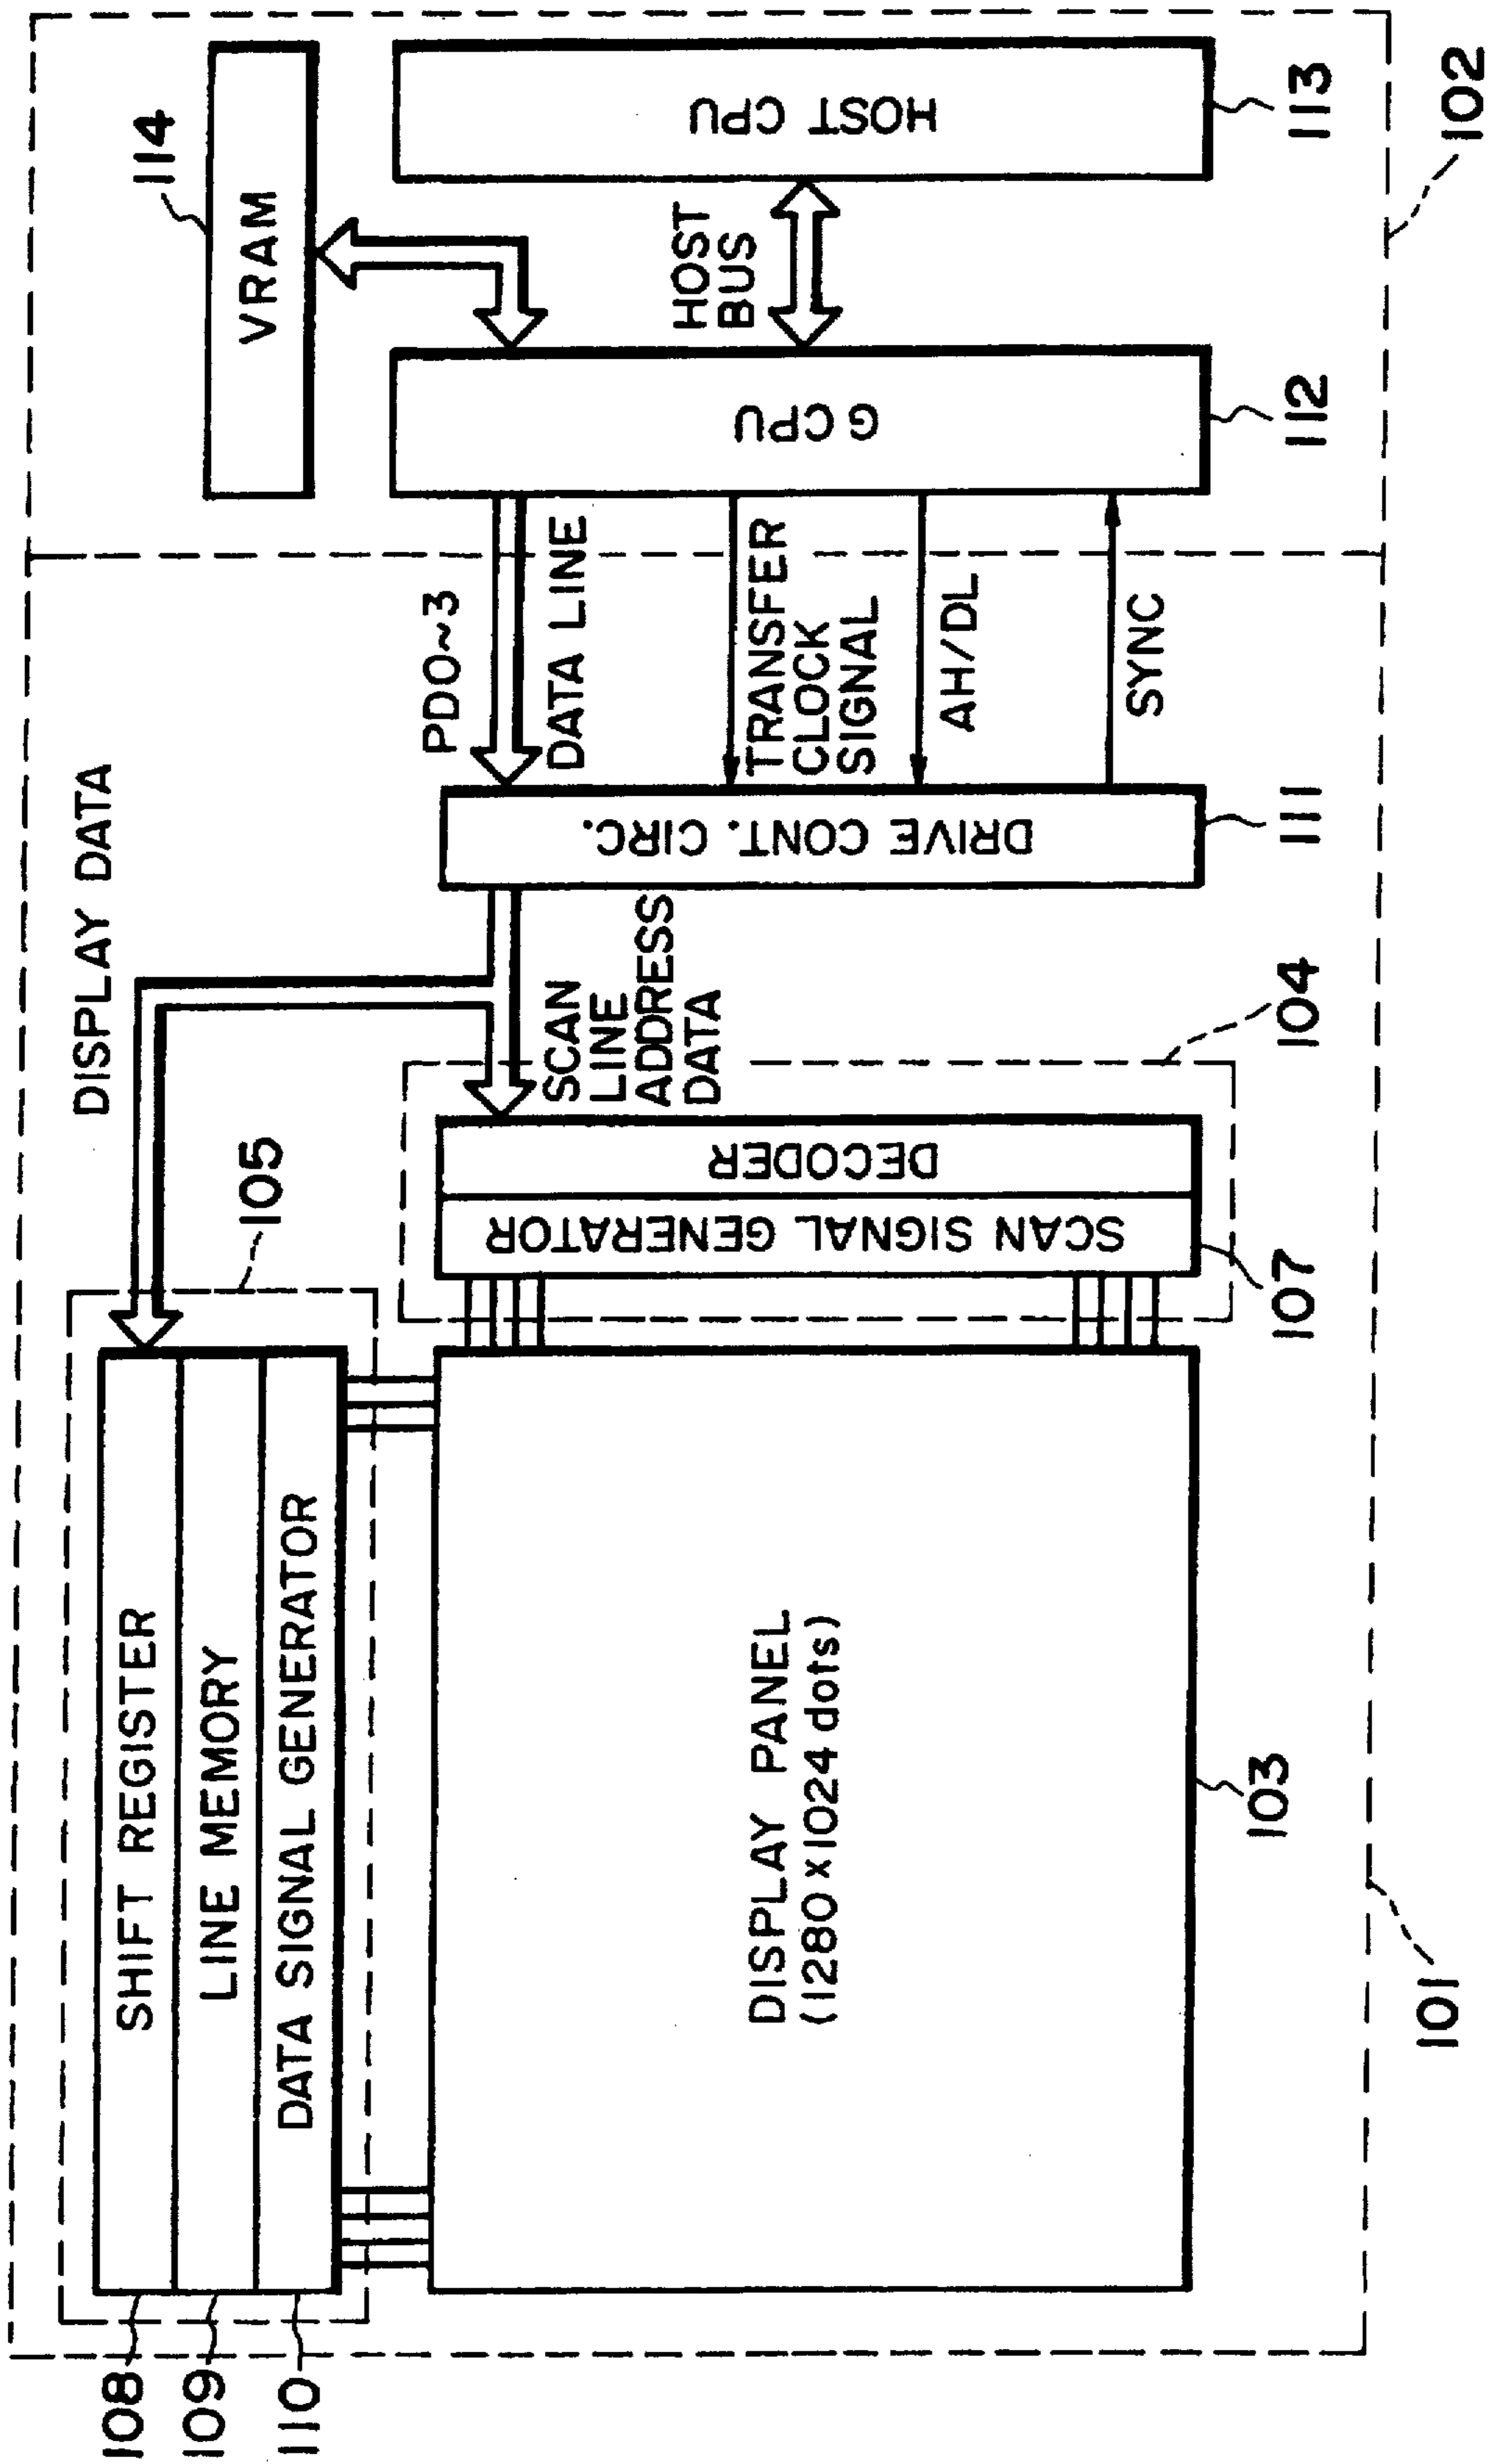 108
109
110
SHIFT REGISTER
LINE MEMORY
DATA SIGNAL GENERATOR
105
DISPLAY DATA
VRAM
114
DISPLAY PANEL
(1280×1024 dots)
103
101
SCAN SIGNAL GENERATOR
DECODER
107
104
SCAN
LINE
ADDRESS
DATA
DRIVE CONT. CIRC.
111
PD0~3
DATA LINE
TRANSFER
CLOCK
SIGNAL
AH/DL
SYNC
G CPU
112
HOST
BUS
HOST CPU
113
102